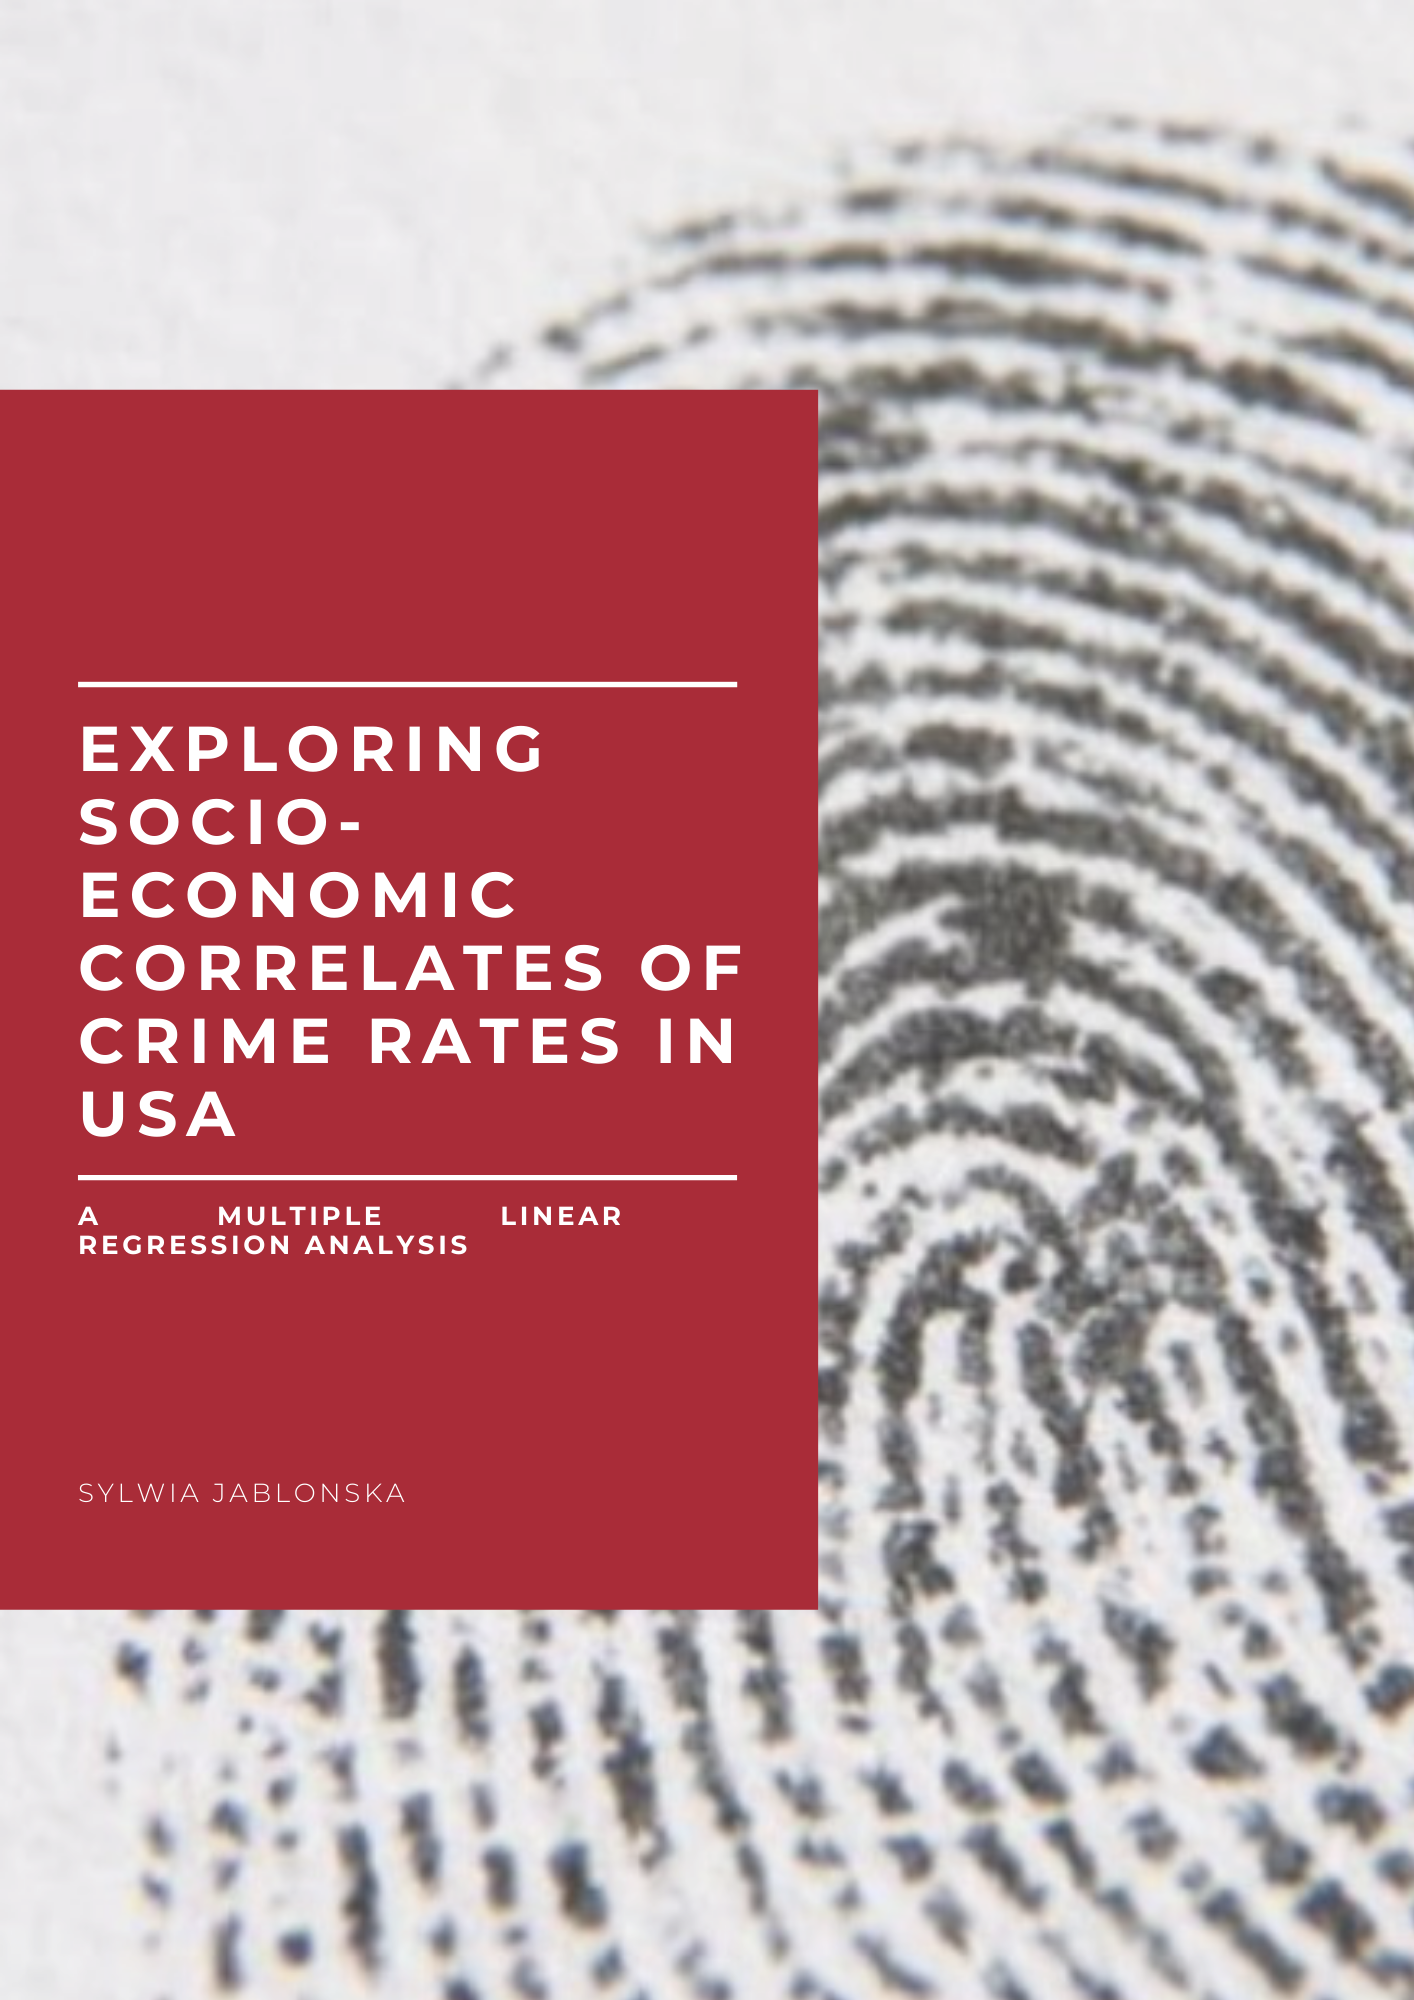 EXPLORING
SOCIO-
ECONOMIC
CORRELATES OF
CRIME RATES IN
USA
A MULTIPLE LINEAR
REGRESSION ANALYSIS
SYLWIA JABLONSKA